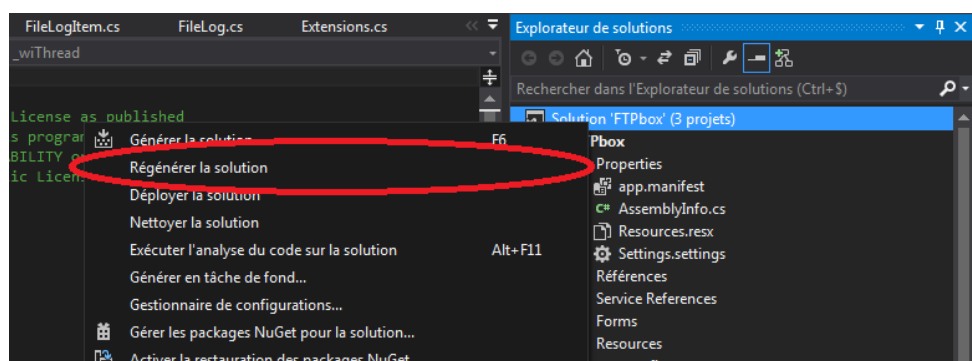 FileLogItem.cs FileLog.cs Extensions.cs
_wiThread
License as published
s progran
BILITY o
ic Licen
Générer la solution F6
Régénérer la solution
Déployer la solution
Nettoyer la solution
Exécuter l'analyse du code sur la solution Alt+F11
Générer en tâche de fond...
Gestionnaire de configurations...
Gérer les packages NuGet pour la solution...
Activer la restauration des packages NuGet
Explorateur de solutions
Rechercher dans l'Explorateur de solutions (Ctrl+$)
Solution 'FTPbox' (3 projets)
Pbox
Properties
app.manifest
AssemblyInfo.cs
Resources.resx
Settings.settings
Références
Service References
Forms
Resources